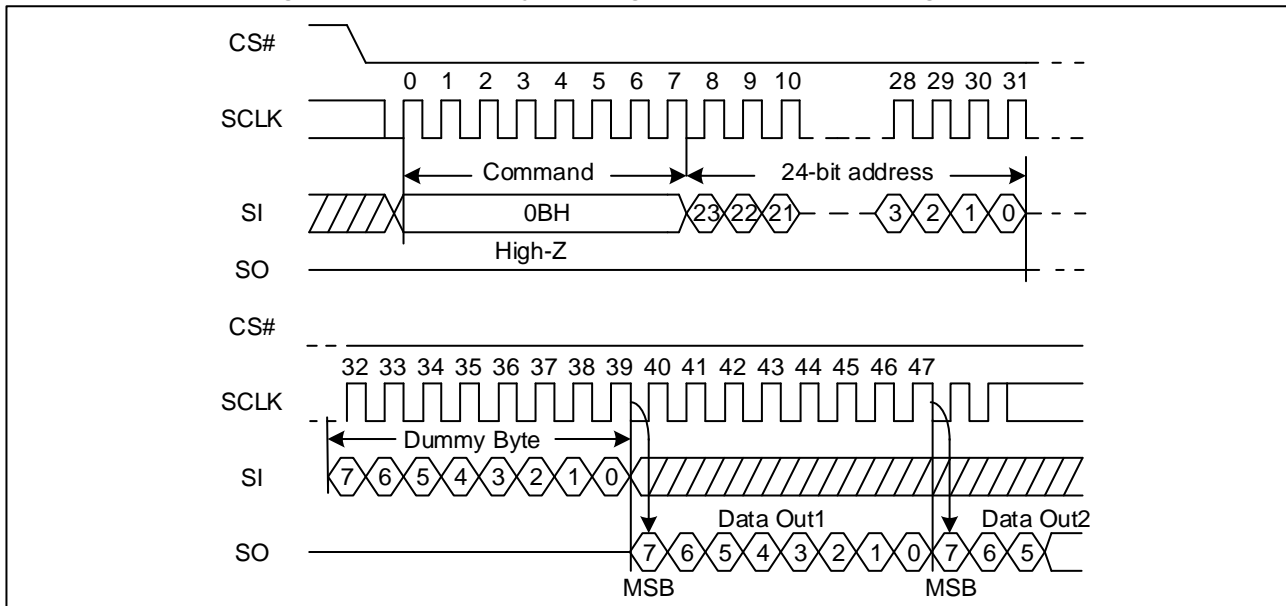 CS#
0 1 2 3 4 5 6 7 8 9 10 28 29 30 31
SCLK
Command 24-bit address
SI 0BH 23 22 21 3 2 1 0
High-Z
SO
CS#
32 33 34 35 36 37 38 39 40 41 42 43 44 45 46 47
SCLK
Dummy Byte
SI 7 6 5 4 3 2 1 0
Data Out1 Data Out2
SO 7 6 5 4 3 2 1 0 7 6 5
MSB MSB